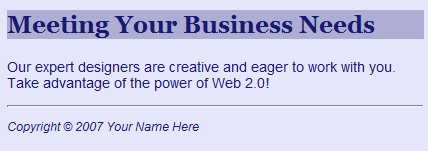 Meeting Your Business Needs
Our expert designers are creative and eager to work with you.
Take advantage of the power of Web 2.0!
Copyright © 2007 Your Name Here